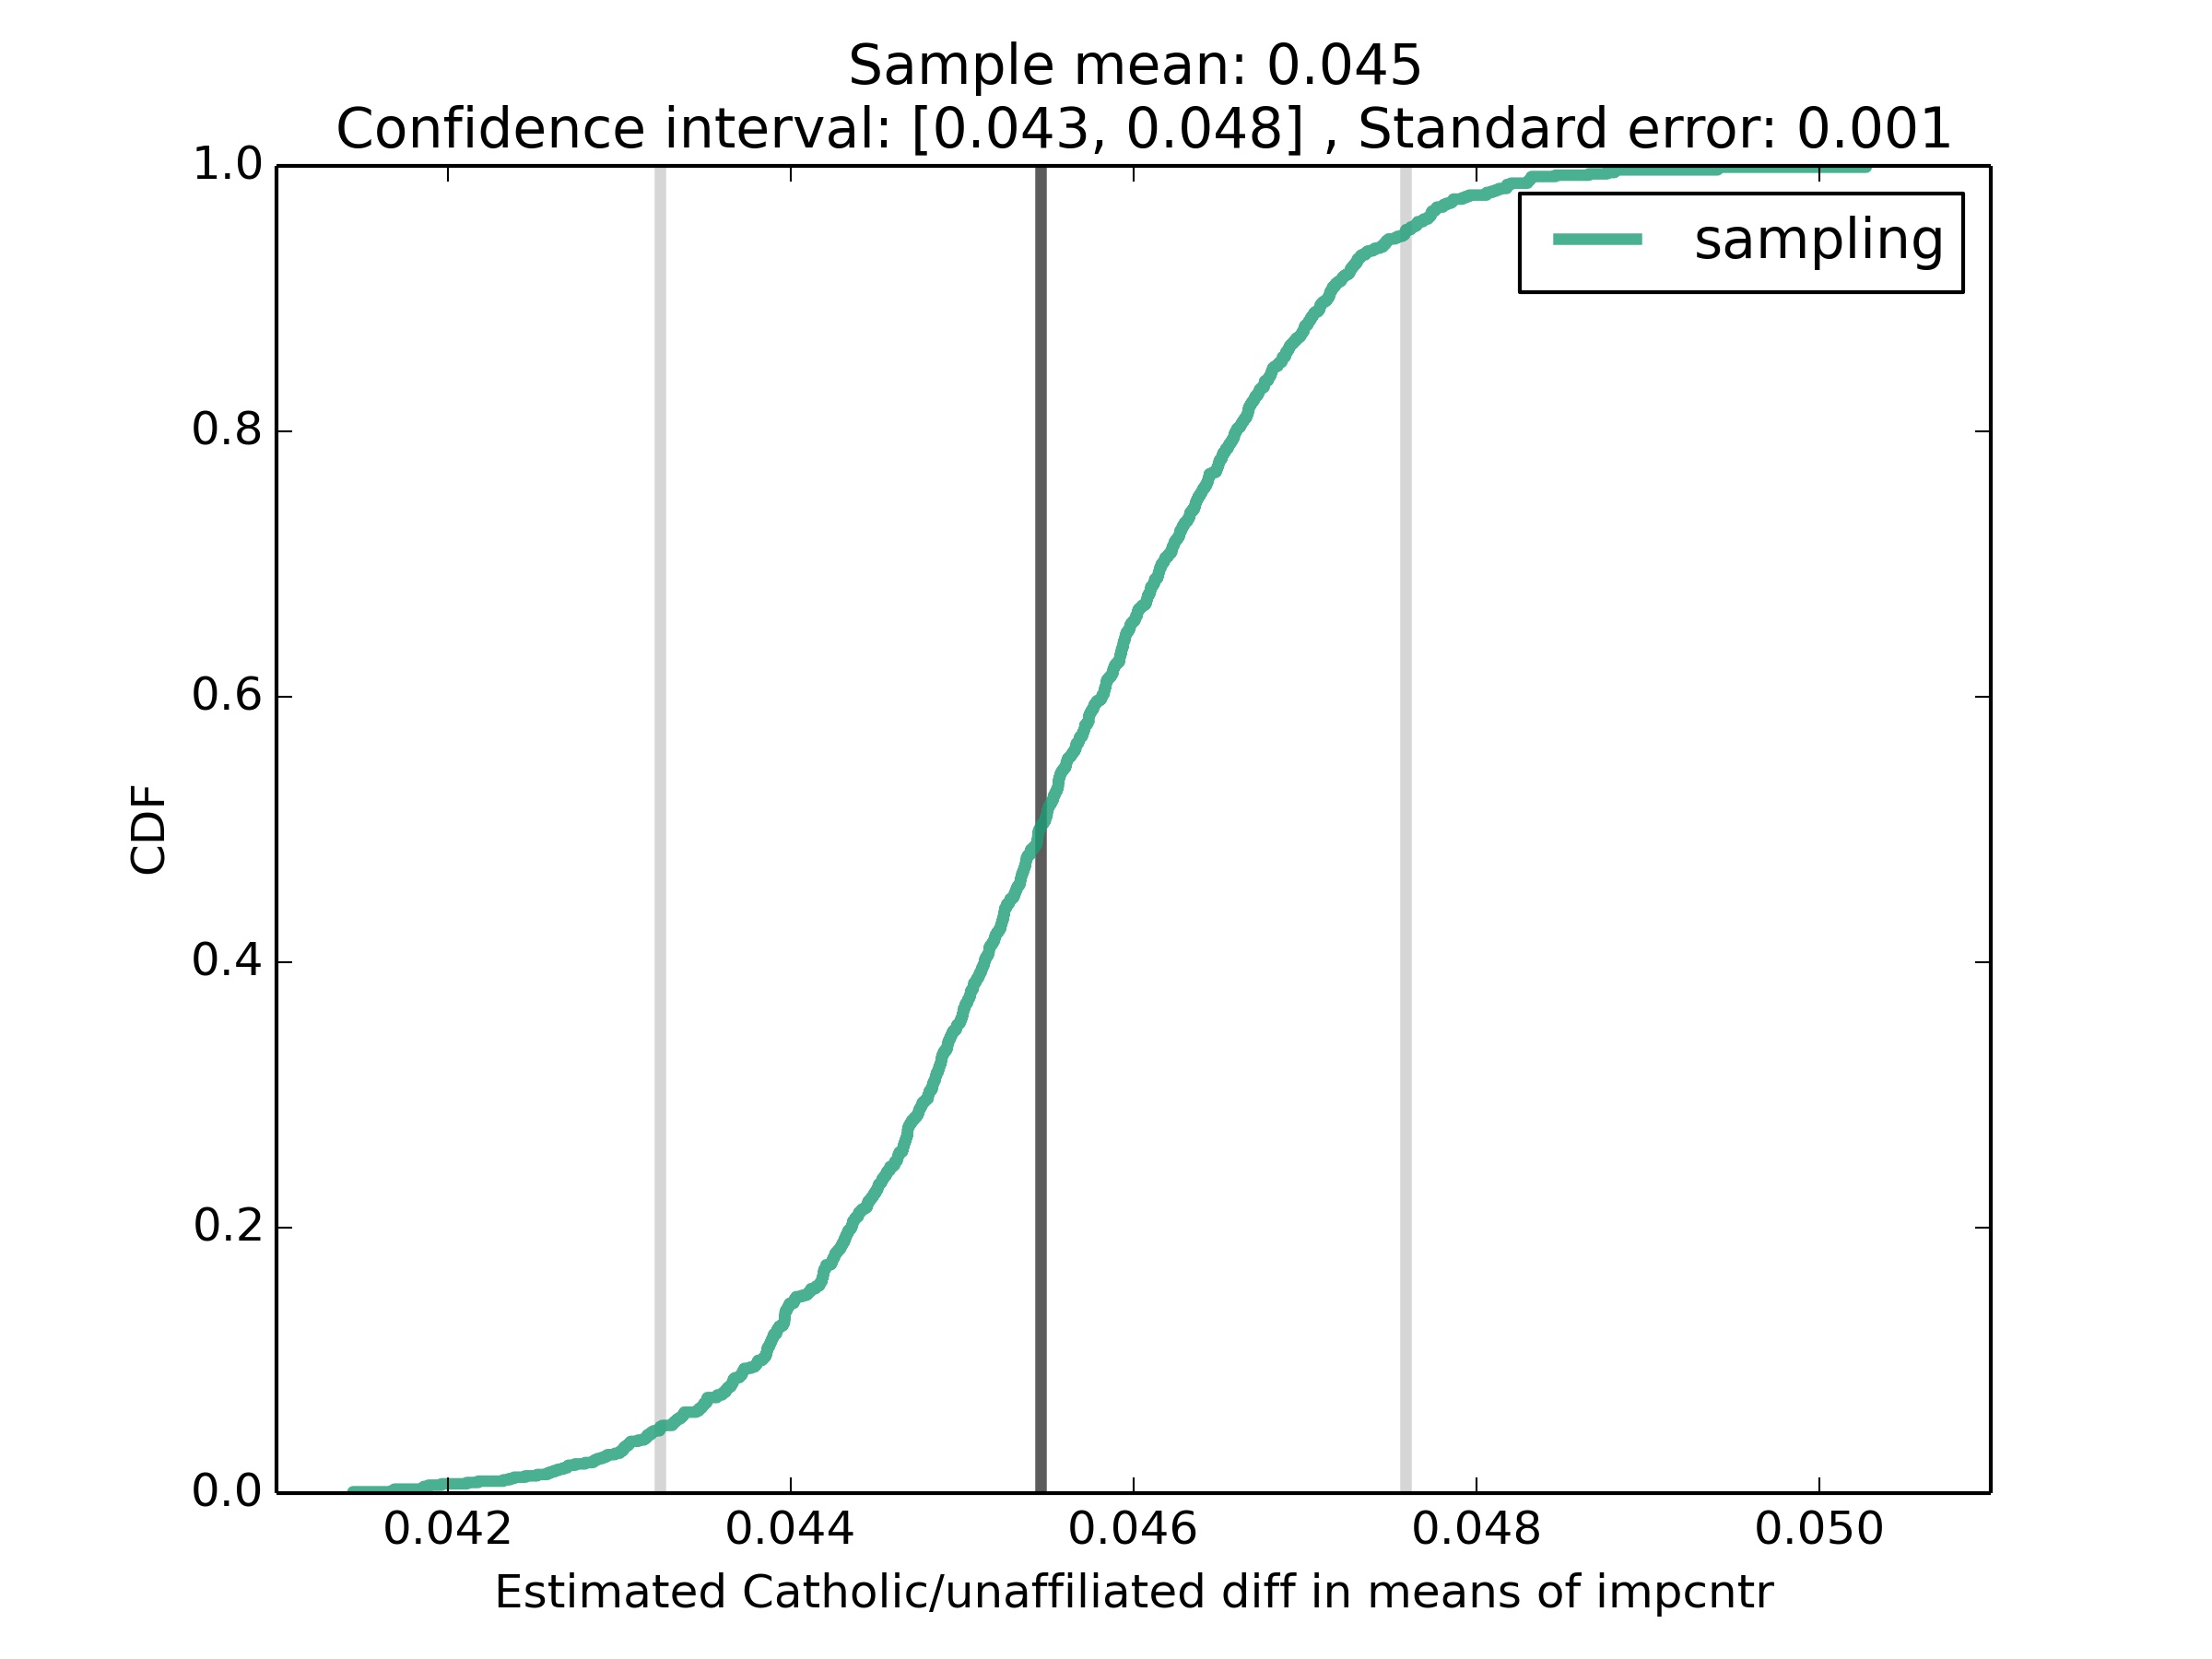 Sample mean: 0.045
Confidence interval: [0.043, 0.048] , Standard error: 0.001
1.0
0.8
0.6
0.4
0.2
0.0
CDF
sampling
0.042 0.044 0.046 0.048 0.050
Estimated Catholic/unaffiliated diff in means of impcntr